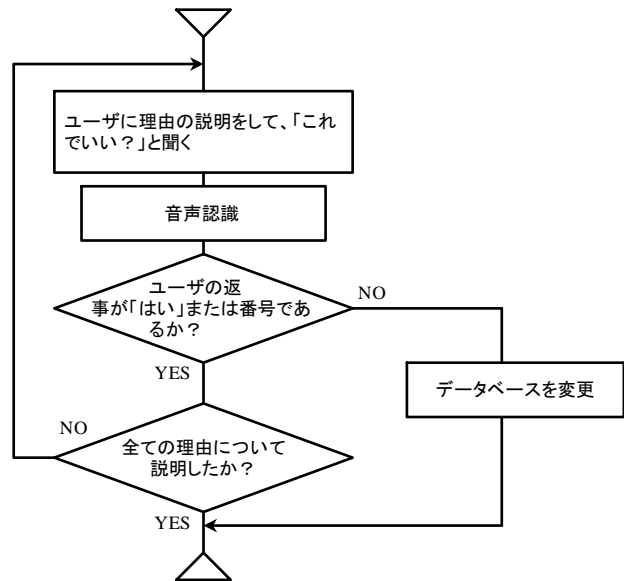 ユーザに理由の説明をして、「これ
でいい?」と聞く
音声認識
ユーザの返
事が「はい」または番号であ
るか?
NO
YES
データベースを変更
NO
全ての理由について
説明したか?
YES